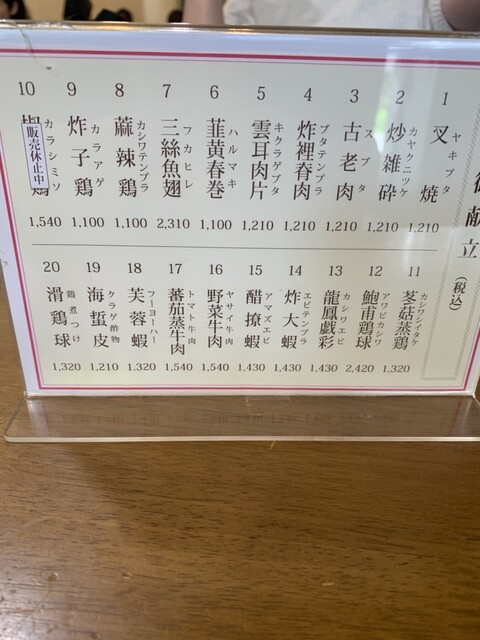 献立
(税込)
1
叉焼
ヤキブタ
1,210
2
炒雑砕
カヤクニツケ
1,210
3
古老肉
スブタ
1,210
4
炸裡脊肉
ブタテンプラ
1,210
5
雲耳肉片
キクラゲブタ
1,210
6
韮黄春巻
ハルマキ
1,100
7
三絲魚翅
フカヒレ
2,310
8
蔴辣鶏
カシワテンプラ
1,100
9
炸子鶏
カラアゲ
1,100
10
鶏
カラシミソ
販売休止中
1,540
11
苳菇蒸鶏
カシワシイタケ
1,320
12
鮑甫鶏球
アワビカシワ
2,420
13
龍鳳戯彩
カシワエビ
1,430
14
炸大蝦
エビテンプラ
1,430
15
醋撩蝦
アマズエビ
1,430
16
野菜牛肉
ヤサイ牛肉
1,540
17
蕃茄蒸牛肉
トマト牛肉
1,540
18
芙蓉蝦
フーヨーハー
1,320
19
海蜇皮
クラゲ酢物
1,210
20
滑鶏球
鶏煮つけ
1,320